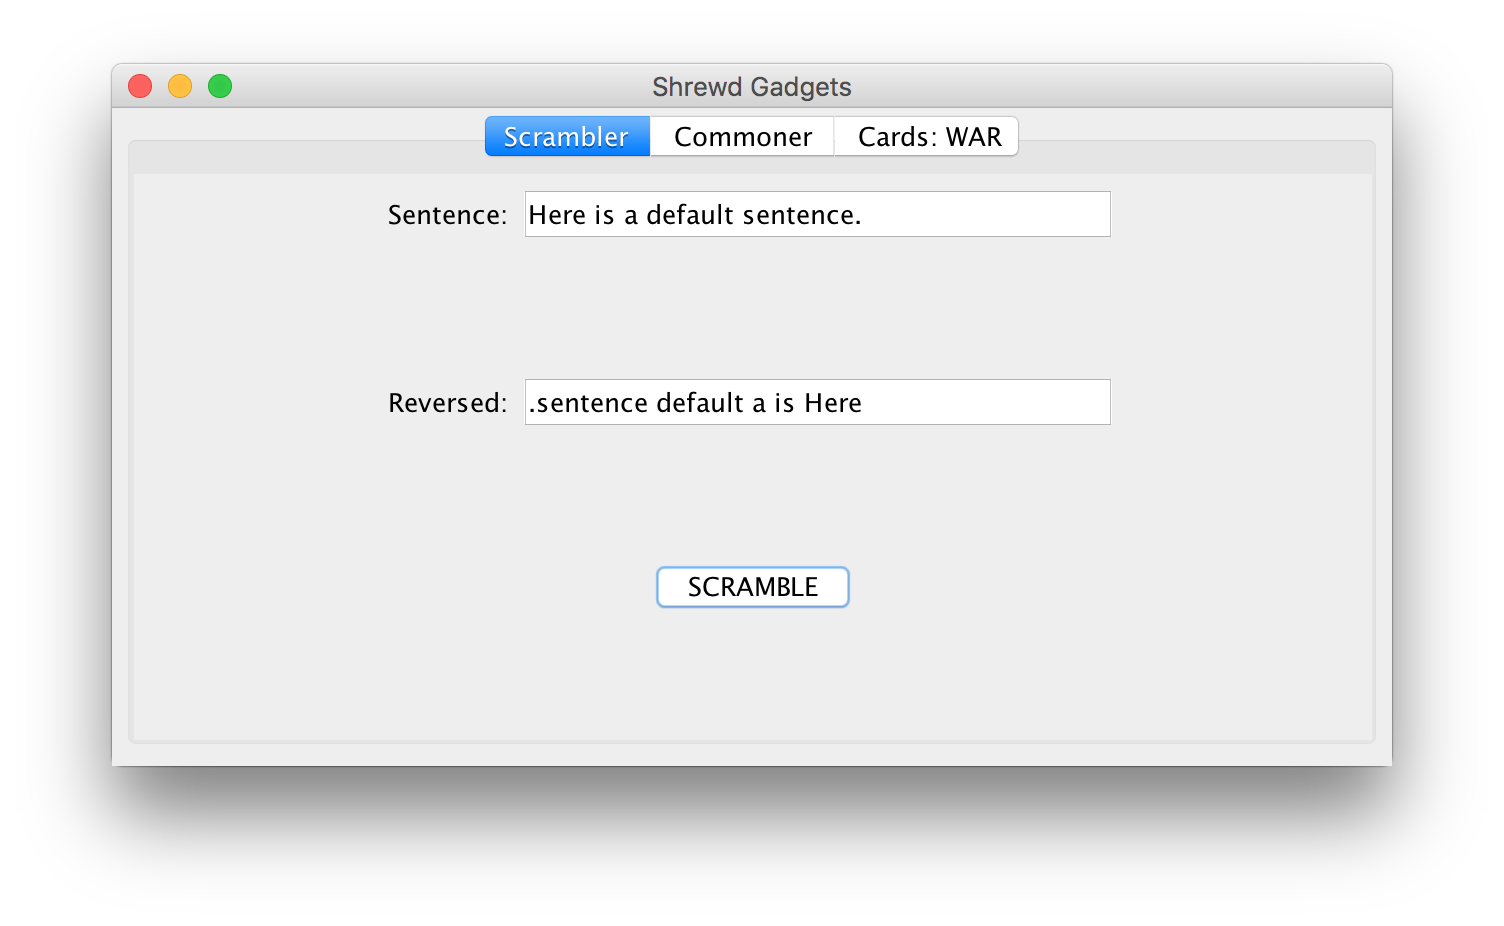 Shrewd Gadgets
Scrambler Commoner Cards: WAR
Sentence: Here is a default sentence.
Reversed: .sentence default a is Here
SCRAMBLE